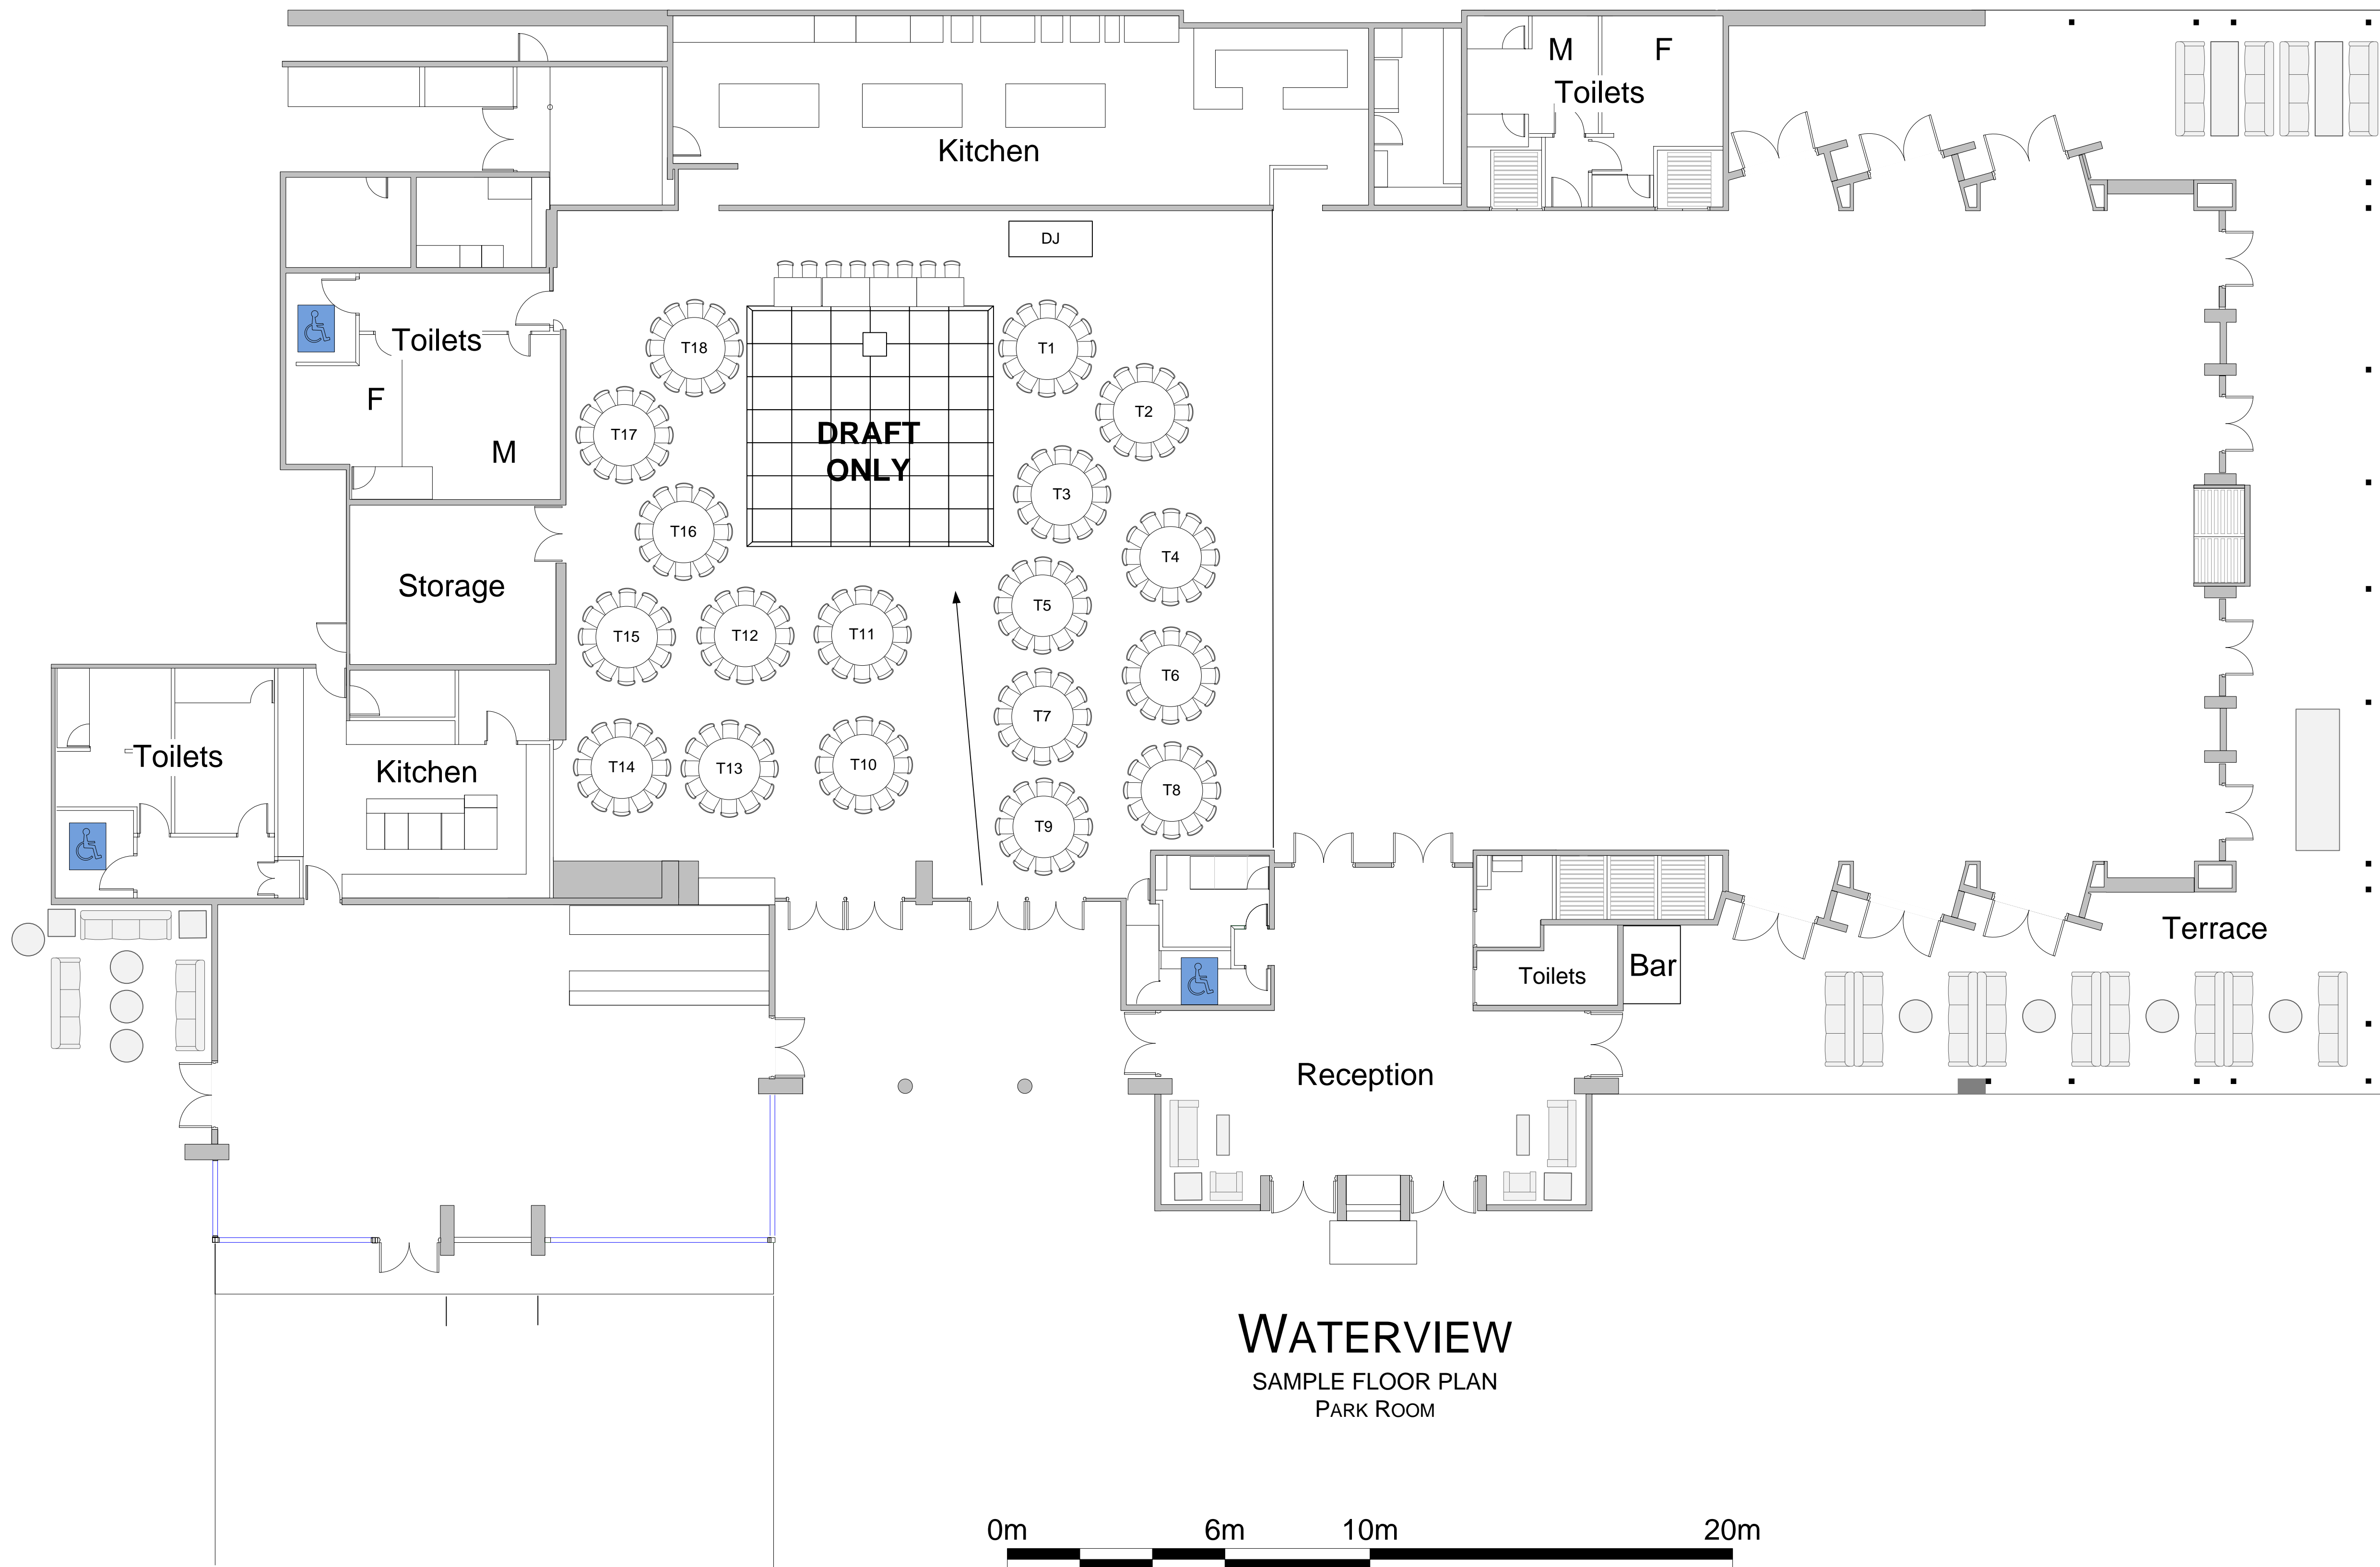 M
F
Toilets
Kitchen
DJ
Toilets
F
M
T18
T1
T2
T17
DRAFT
ONLY
T3
T16
T4
Storage
T5
T15
T12
T11
T6
T7
Toilets
Kitchen
T14
T13
T10
T8
T9
Terrace
Toilets
Bar
Reception
WATERVIEW
SAMPLE FLOOR PLAN
PARK ROOM
0m 6m 10m 20m